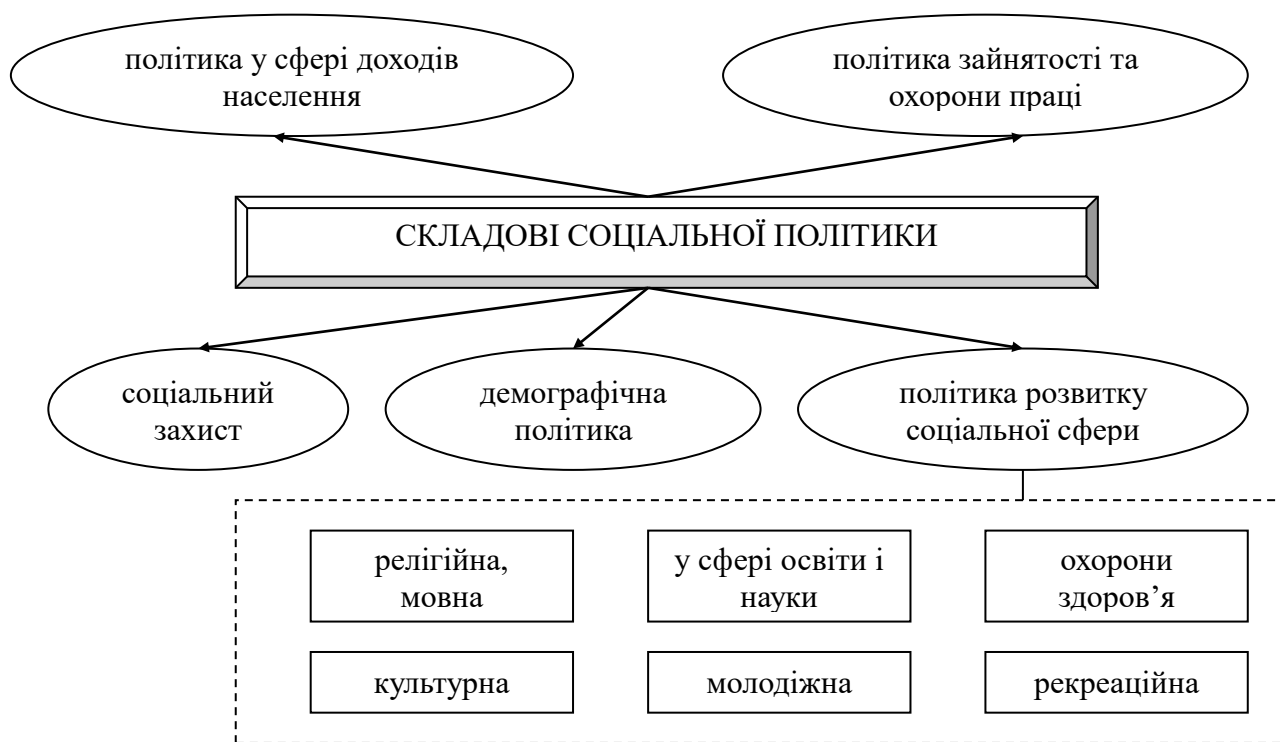 політика у сфері доходів
населення
політика зайнятості та
охорони праці
СКЛАДОВІ СОЦІАЛЬНОЇ ПОЛІТИКИ
соціальний
захист
демографічна
політика
політика розвитку
соціальної сфери
релігійна,
мовна
у сфері освіти і
науки
охорони
здоров’я
культурна
молодіжна
рекреаційна